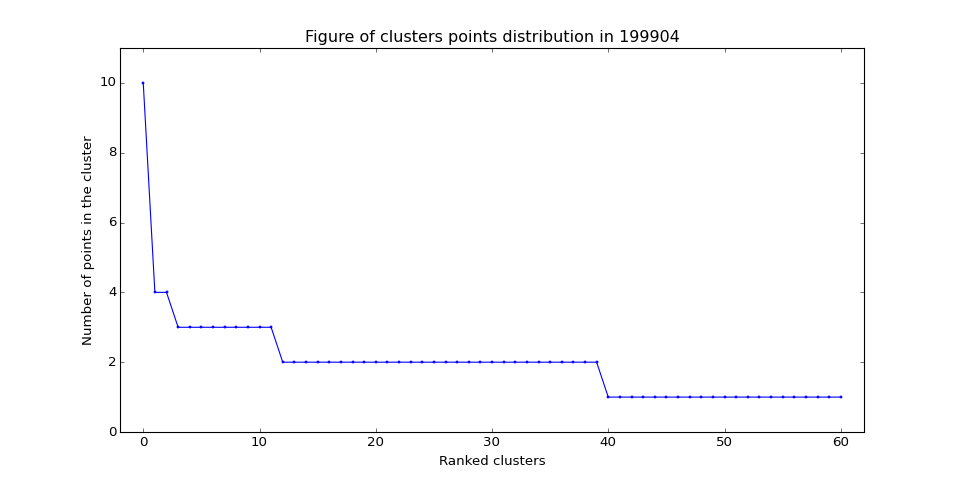 Figure of clusters points distribution in 199904
Number of points in the cluster
10
8
6
4
2
0
0 10 20 30 40 50 60
Ranked clusters